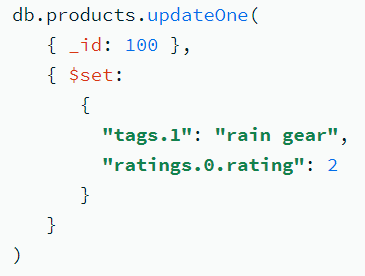 db.products.updateOne(
   { _id: 100 },
   { $set:
      {
        "tags.1": "rain gear",
        "ratings.0.rating": 2
      }
   }
)